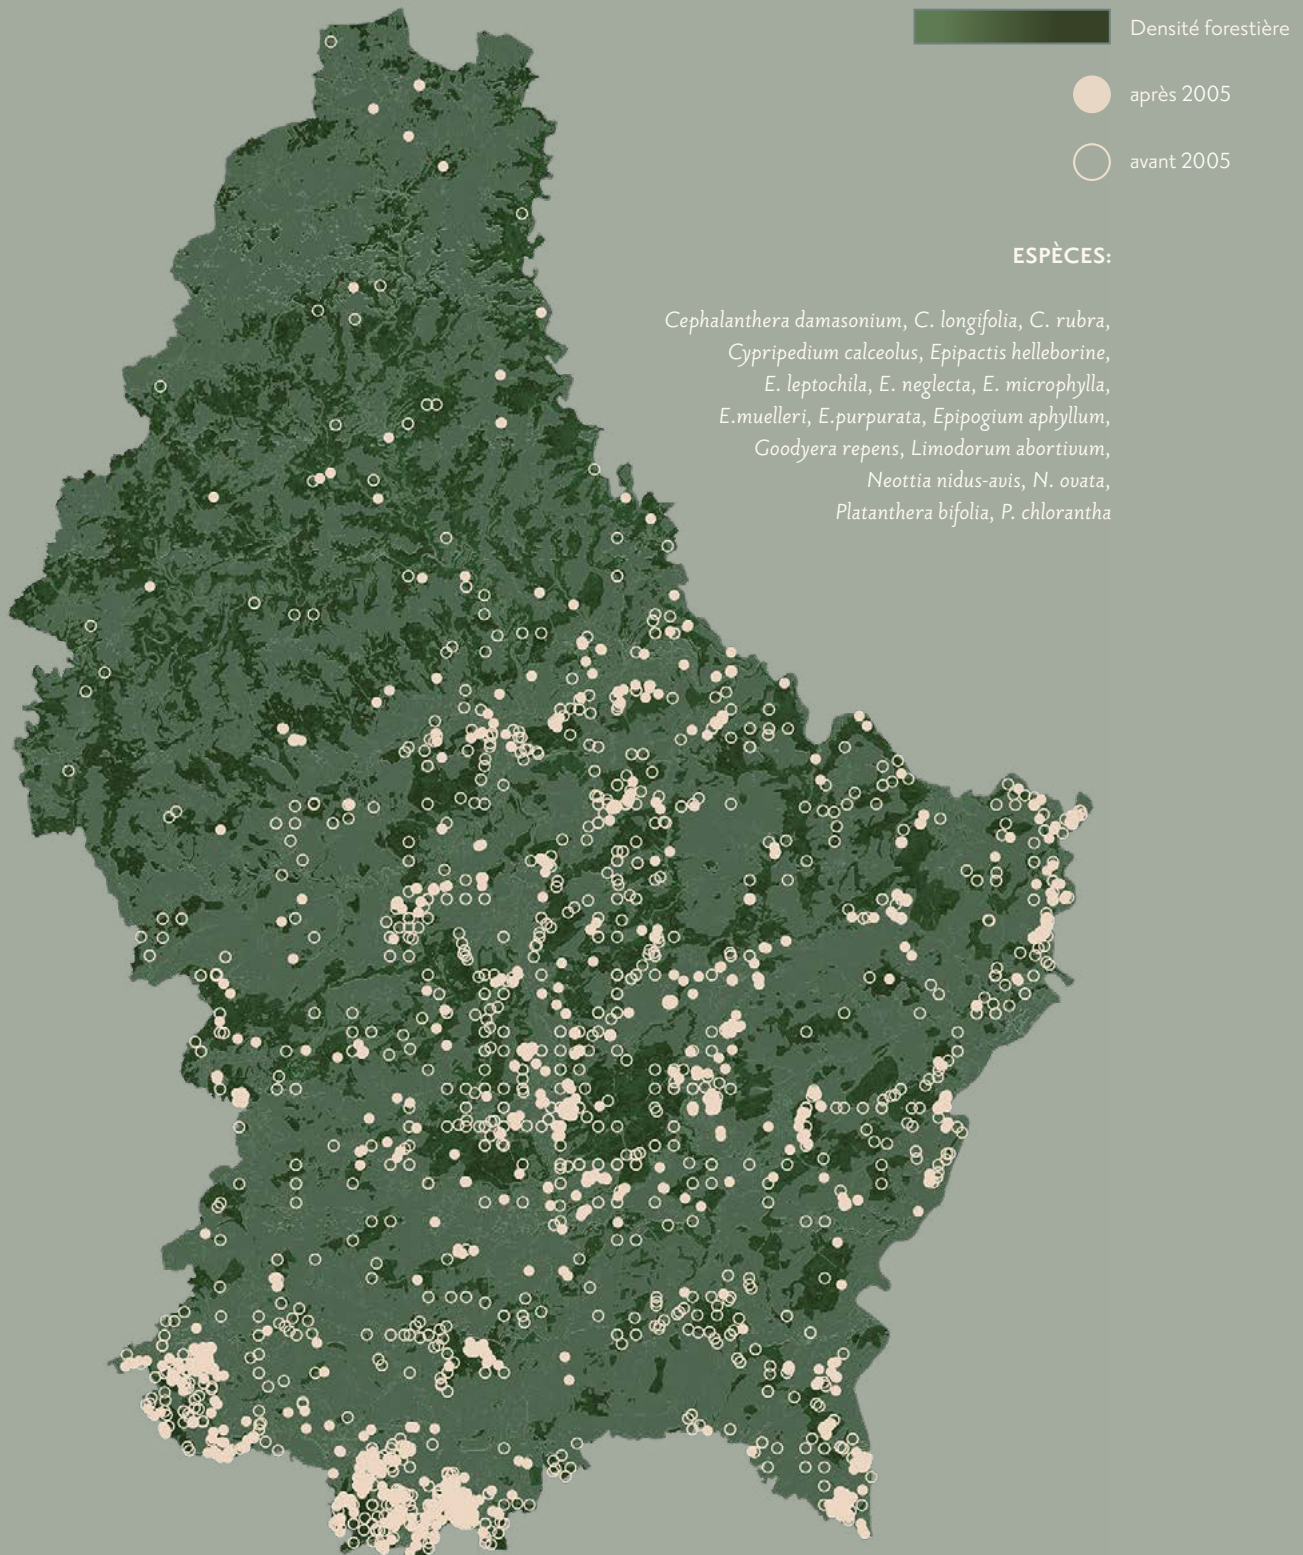 Densité forestière
après 2005
avant 2005
ESPÈCES:
Cephalanthera damasonium, C. longifolia, C. rubra,
Cypripedium calceolus, Epipactis helleborine,
E. leptochila, E. neglecta, E. microphylla,
E.muelleri, E.purpurata, Epipogium aphyllum,
Goodyera repens, Limodorum abortivum,
Neottia nidus-avis, N. ovata,
Platanthera bifolia, P. chlorantha